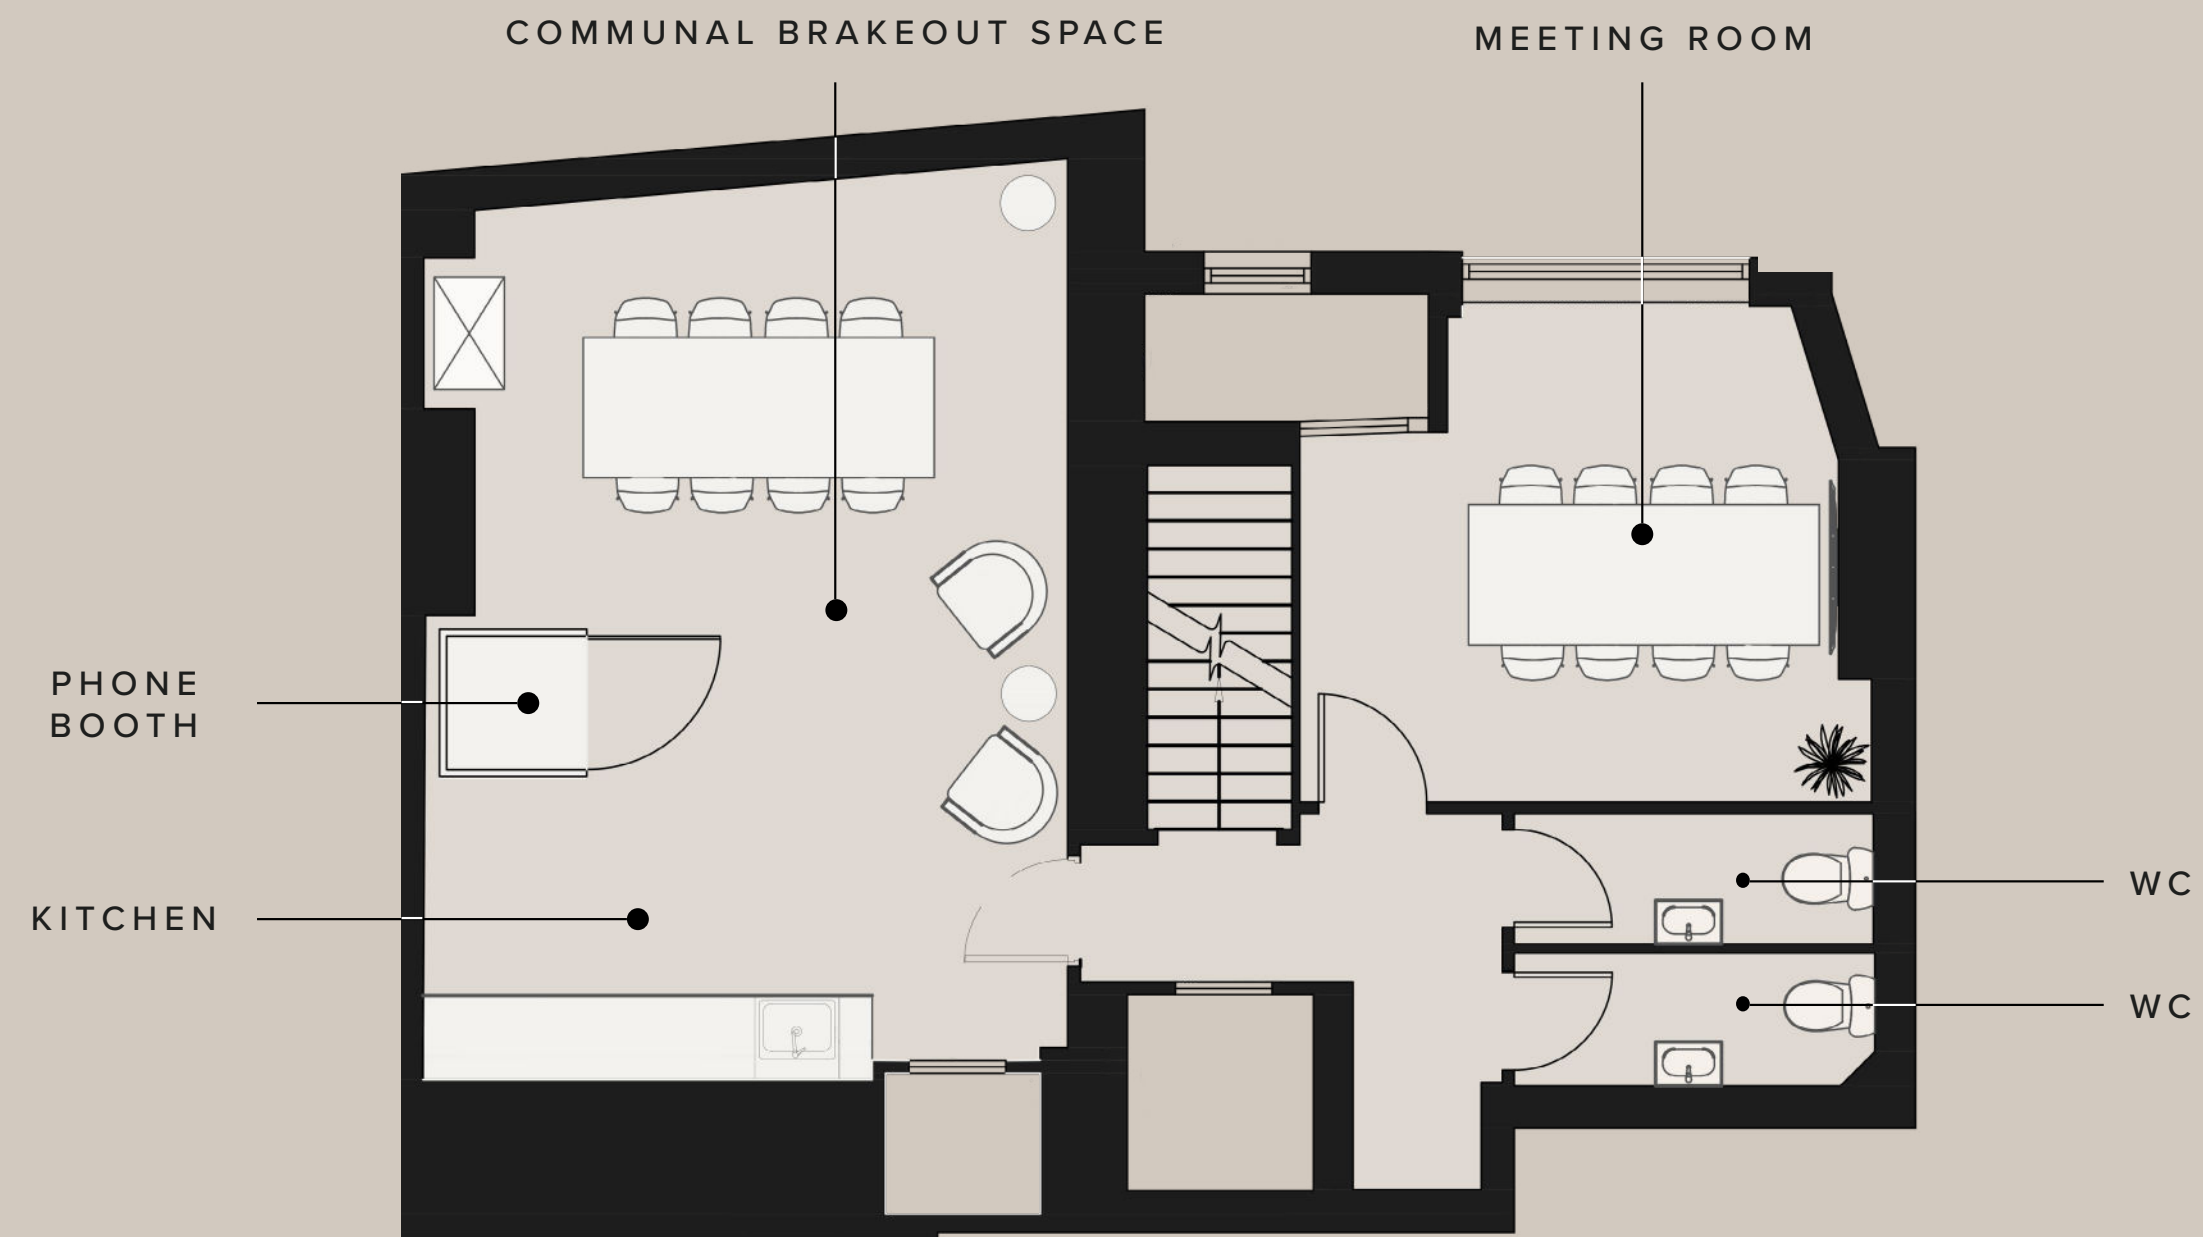 COMMUNAL BRAKEOUT SPACE
MEETING ROOM
PHONE
BOOTH
KITCHEN
WC
WC